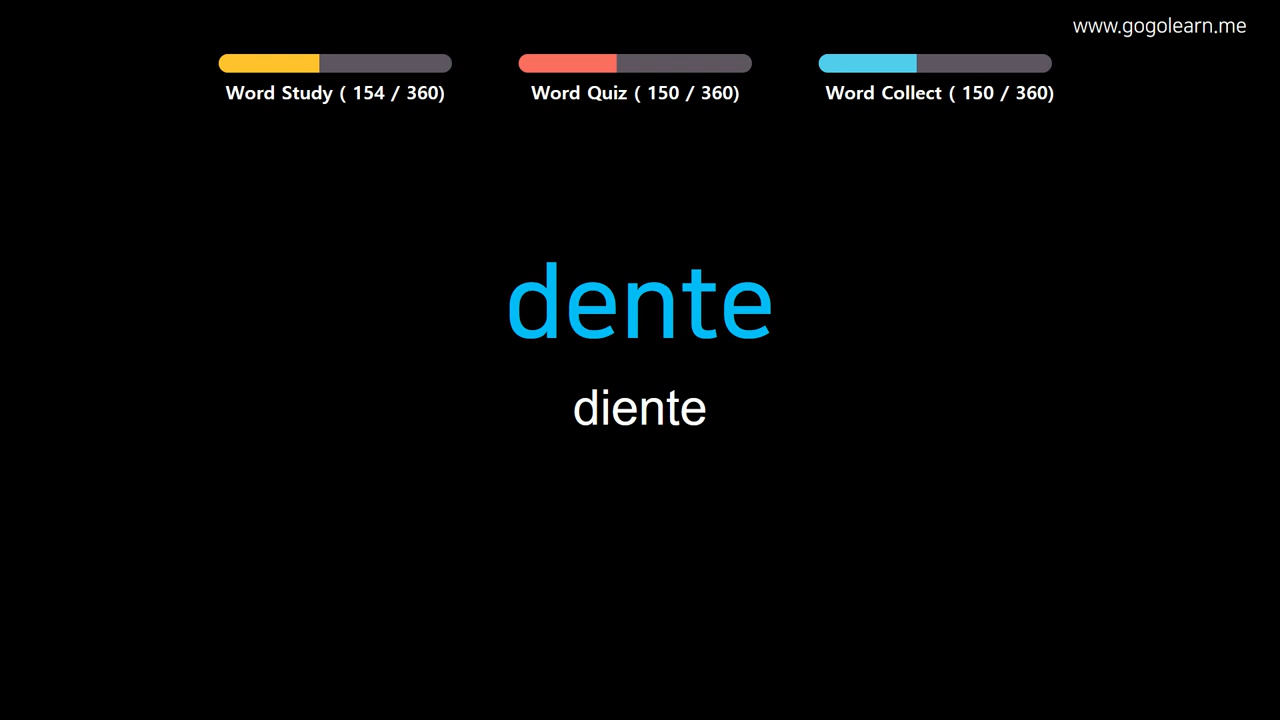 www.gogolearn.me
Word Study ( 154 / 360)
Word Quiz ( 150 / 360)
Word Collect ( 150 / 360)
dente
diente